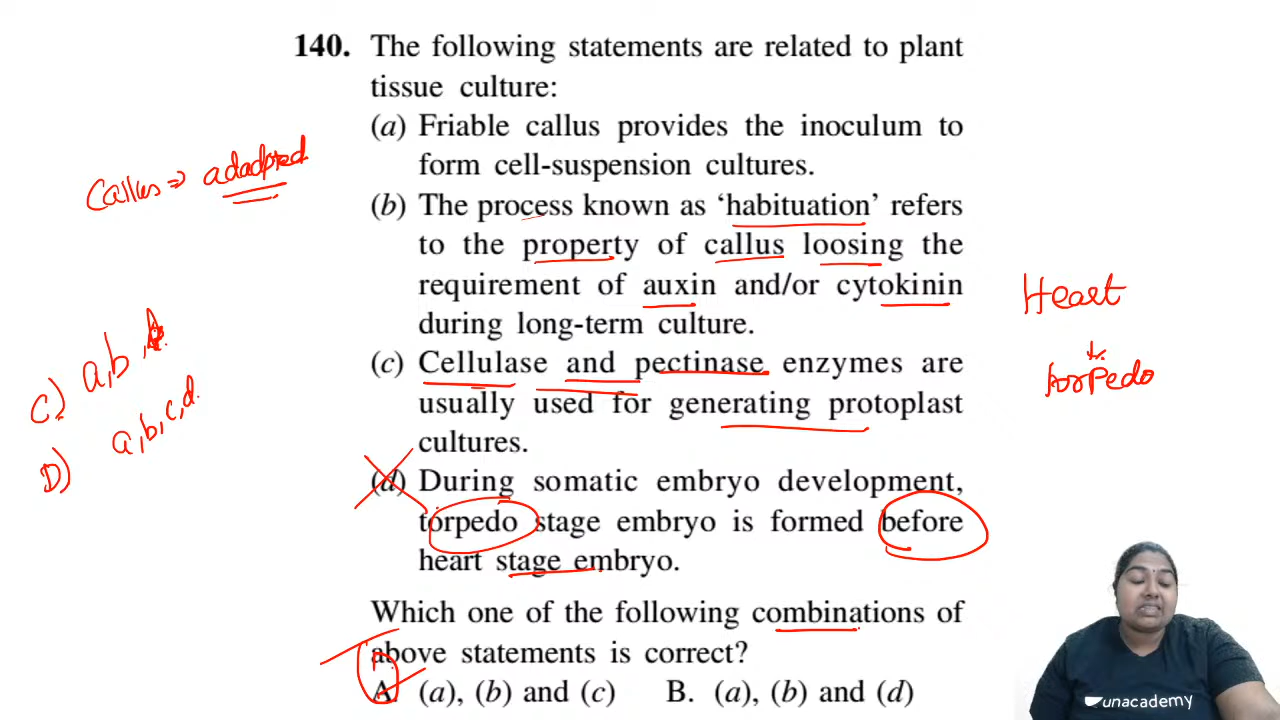 140. The following statements are related to plant
tissue culture:
(a) Friable callus provides the inoculum to
form cell-suspension cultures.
(b) The process known as ‘habituation’ refers
to the property of callus loosing the
requirement of auxin and/or cytokinin
during long-term culture.
(c) Cellulase and pectinase enzymes are
usually used for generating protoplast
cultures.
(d) During somatic embryo development,
torpedo stage embryo is formed before
heart stage embryo.
Which one of the following combinations of
above statements is correct?
A. (a), (b) and (c) B. (a), (b) and (d)
Callus ⇒ adadpted
C) a, b
D) a, b, c, d.
Heart
↓
torpedo
unacademy